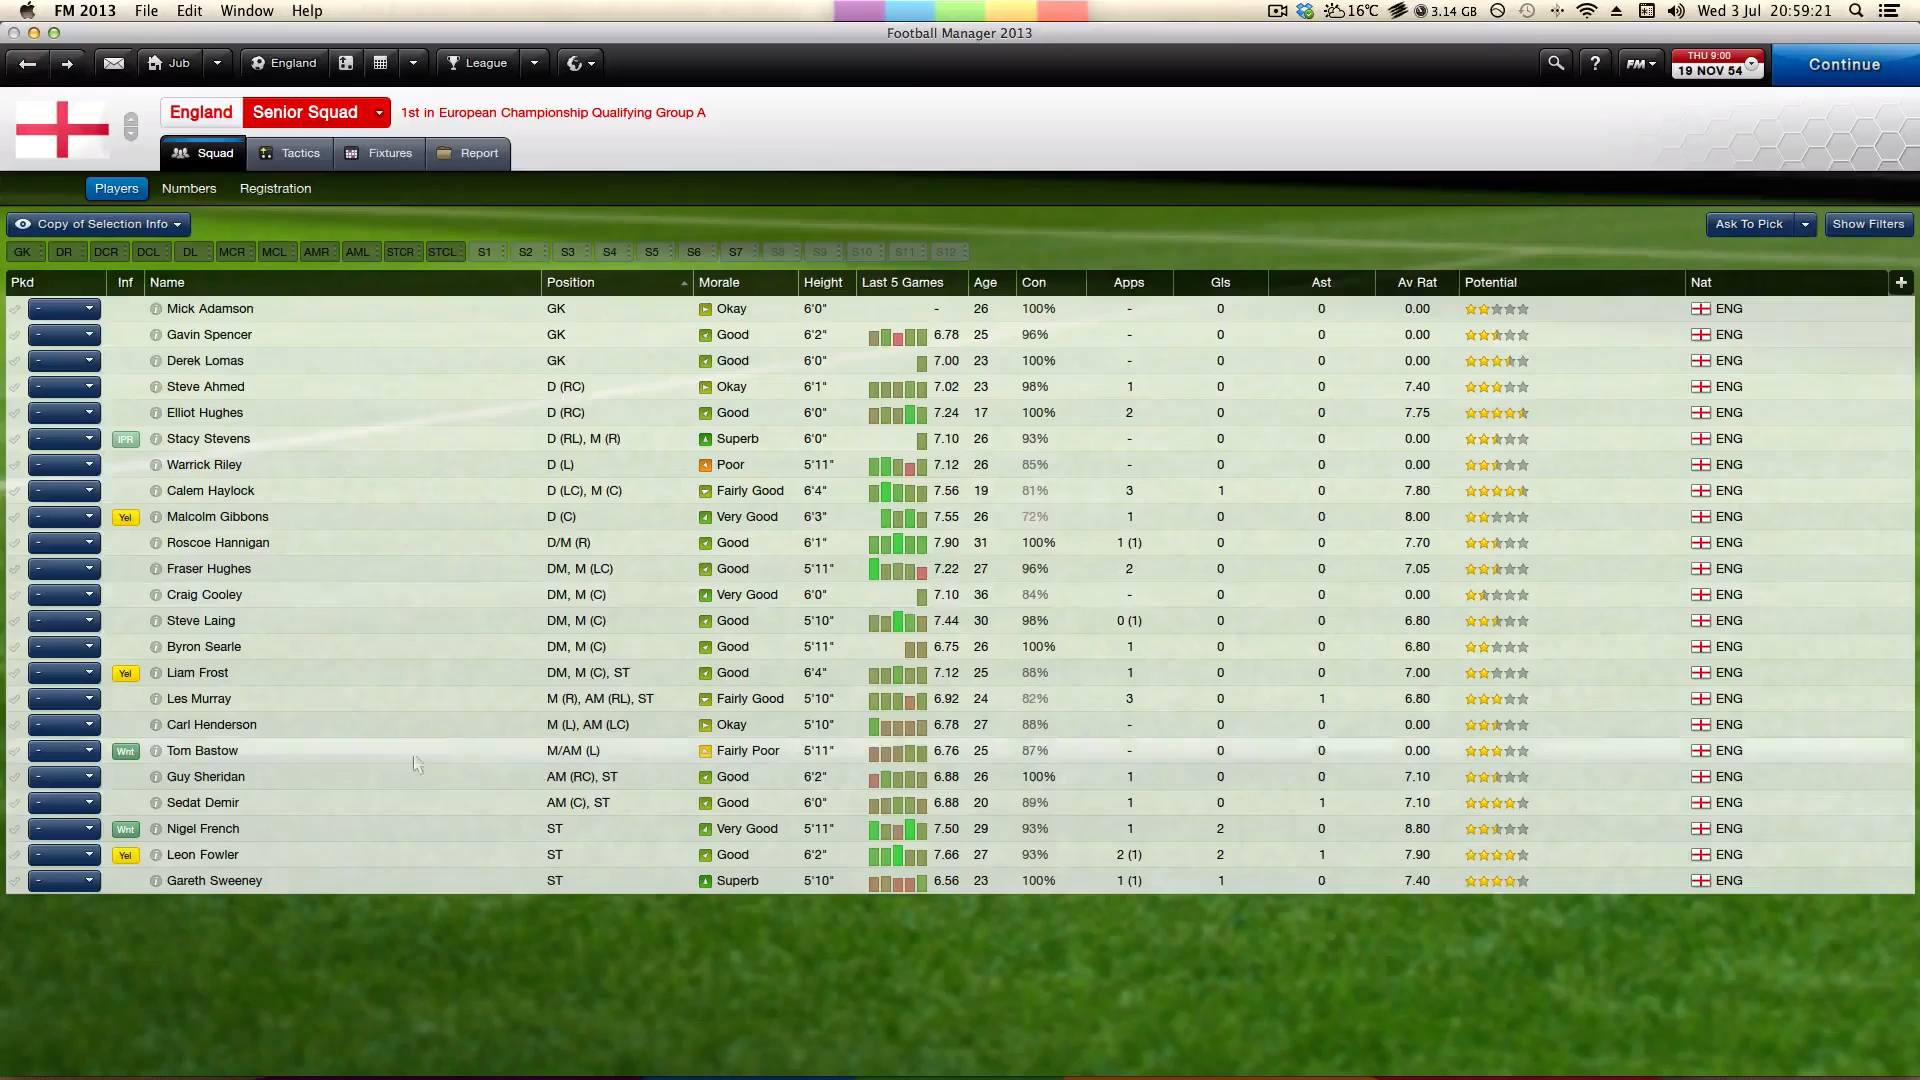 FM 2013 File Edit Squad Window Help 16°C 3.14 GB Wed 3 Jul 20:59:21
Football Manager 2013
Jub England League ? FM THU 9:00 19 NOV 54 Continue
England Senior Squad 1st in European Championship Qualifying Group A
Squad Tactics Fixtures Report
Players Numbers Registration
Copy of Selection Info Ask To Pick Show Filters
GK DR DCR DCL DL MCR MCL AMR AML STCR STCL S1 S2 S3 S4 S5 S6 S7 S8 S9 S10 S11 S12
Pkd Inf Name Position Morale Height Last 5 Games Age Con Apps Gls Ast Av Rat Potential Nat +
- Mick Adamson GK Okay 6'0" - 26 100% - 0 0 0.00 ENG
- Gavin Spencer GK Good 6'2" 6.78 25 96% - 0 0 0.00 ENG
- Derek Lomas GK Good 6'0" 7.00 23 100% - 0 0 0.00 ENG
- Steve Ahmed D (RC) Okay 6'1" 7.02 23 98% 1 0 0 7.40 ENG
- Elliot Hughes D (RC) Good 6'0" 7.24 17 100% 2 0 0 7.75 ENG
- IPR Stacy Stevens D (RL), M (R) Superb 6'0" 7.10 26 93% - 0 0 0.00 ENG
- Warrick Riley D (L) Poor 5'11" 7.12 26 85% - 0 0 0.00 ENG
- Calem Haylock D (LC), M (C) Fairly Good 6'4" 7.56 19 81% 3 1 0 7.80 ENG
- Yel Malcolm Gibbons D (C) Very Good 6'3" 7.55 26 72% 1 0 0 8.00 ENG
- Roscoe Hannigan D/M (R) Good 6'1" 7.90 31 100% 1 (1) 0 0 7.70 ENG
- Fraser Hughes DM, M (LC) Good 5'11" 7.22 27 96% 2 0 0 7.05 ENG
- Craig Cooley DM, M (C) Very Good 6'0" 7.10 36 84% - 0 0 0.00 ENG
- Steve Laing DM, M (C) Good 5'10" 7.44 30 98% 0 (1) 0 0 6.80 ENG
- Byron Searle DM, M (C) Good 5'11" 6.75 26 100% 1 0 0 6.80 ENG
- Yel Liam Frost DM, M (C), ST Good 6'4" 7.12 25 88% 1 0 0 7.00 ENG
- Les Murray M (R), AM (RL), ST Fairly Good 5'10" 6.92 24 82% 3 0 1 6.80 ENG
- Carl Henderson M (L), AM (LC) Okay 5'10" 6.78 27 88% - 0 0 0.00 ENG
- Wnt Tom Bastow M/AM (L) Fairly Poor 5'11" 6.76 25 87% - 0 0 0.00 ENG
- Guy Sheridan AM (RC), ST Good 6'2" 6.88 26 100% 1 0 0 7.10 ENG
- Sedat Demir AM (C), ST Good 6'0" 6.88 20 89% 1 0 1 7.10 ENG
- Wnt Nigel French ST Very Good 5'11" 7.50 29 93% 1 2 0 8.80 ENG
- Yel Leon Fowler ST Good 6'2" 7.66 27 93% 2 (1) 2 1 7.90 ENG
- Gareth Sweeney ST Superb 5'10" 6.56 23 100% 1 (1) 1 0 7.40 ENG